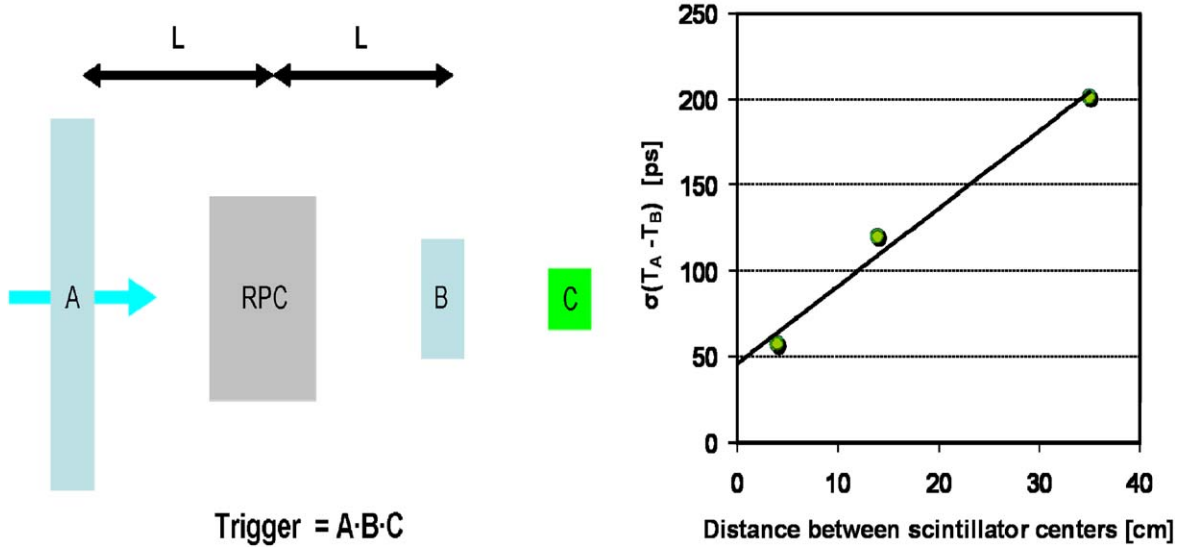 L L
A
RPC
B
C
Trigger = A·B·C
250
200
150
100
50
0
σ(T_A - T_B) [ps]
0 10 20 30 40
Distance between scintillator centers [cm]